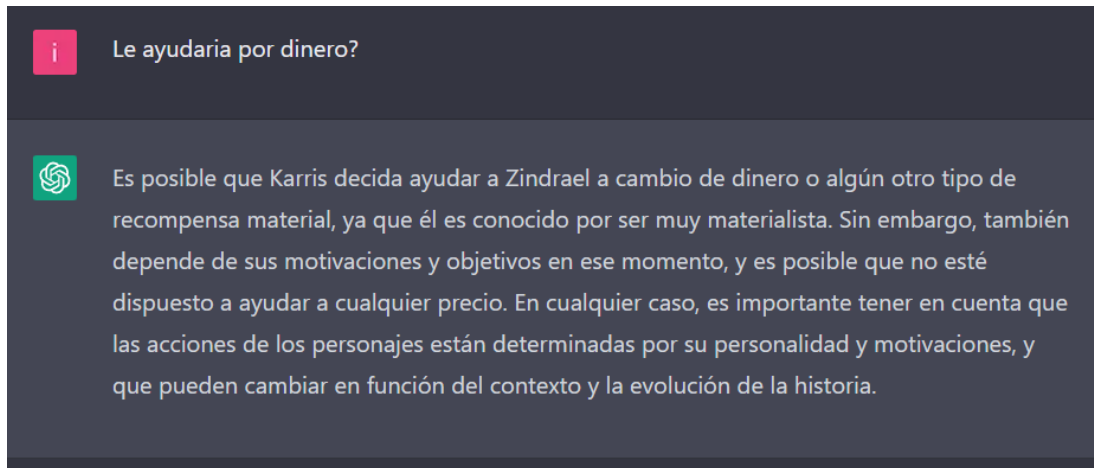 i
Le ayudaria por dinero?
Es posible que Karris decida ayudar a Zindrael a cambio de dinero o algún otro tipo de
recompensa material, ya que él es conocido por ser muy materialista. Sin embargo, también
depende de sus motivaciones y objetivos en ese momento, y es posible que no esté
dispuesto a ayudar a cualquier precio. En cualquier caso, es importante tener en cuenta que
las acciones de los personajes están determinadas por su personalidad y motivaciones, y
que pueden cambiar en función del contexto y la evolución de la historia.